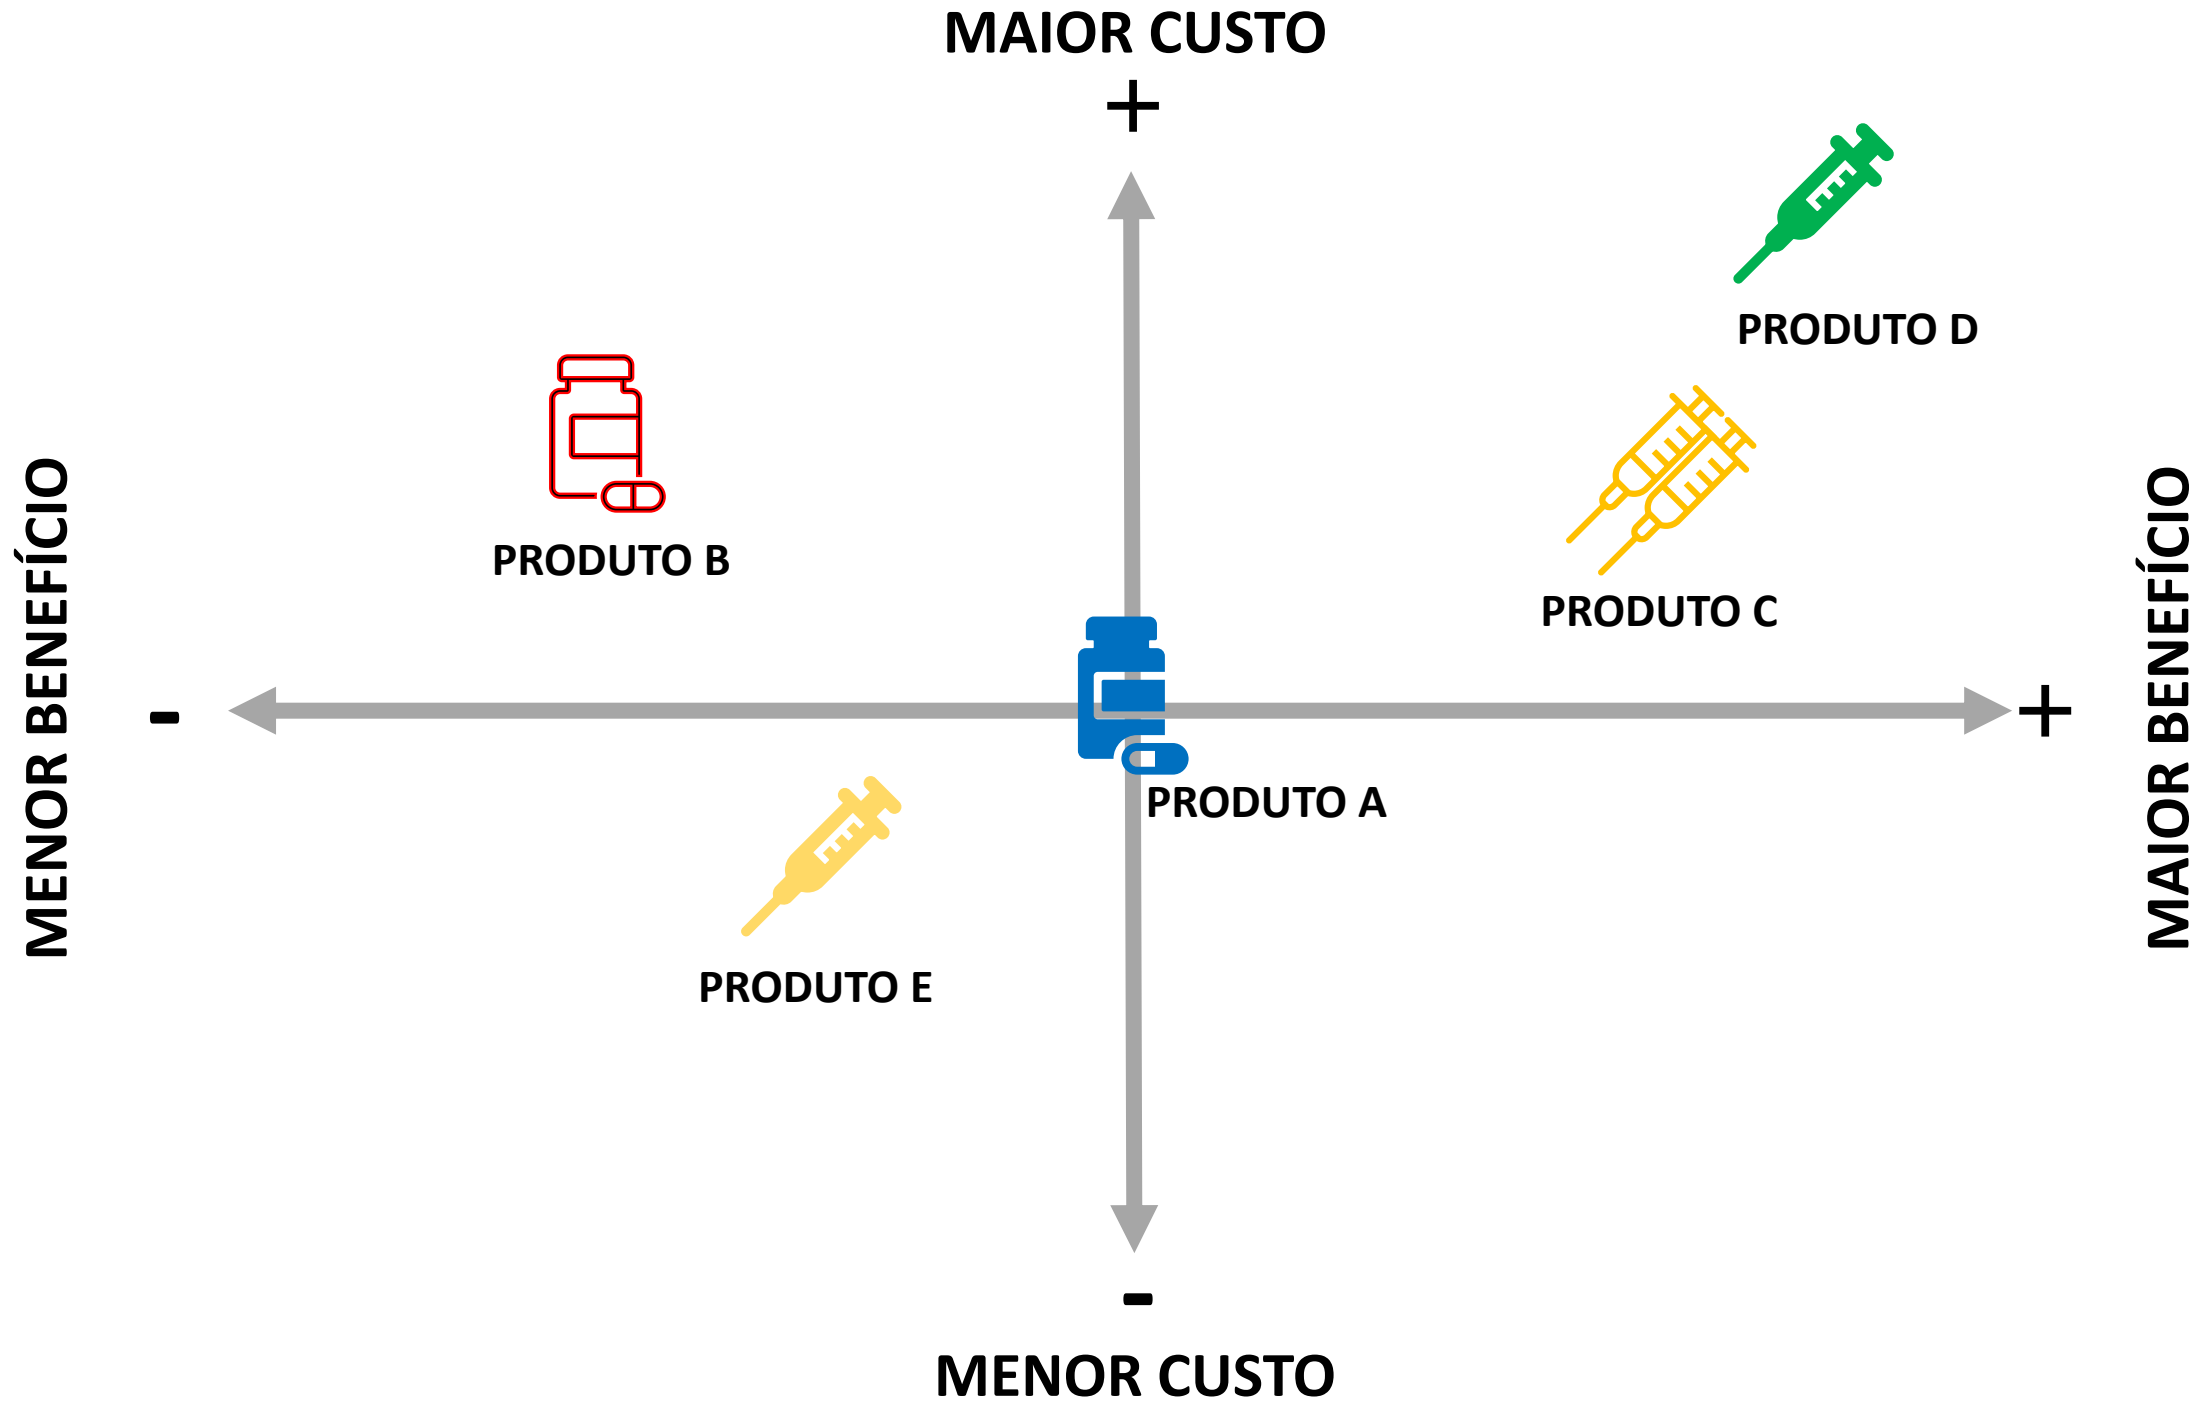 MAIOR CUSTO
+
PRODUTO D
PRODUTO B
PRODUTO C
MENOR BENEFÍCIO
-
+
MAIOR BENEFÍCIO
PRODUTO A
PRODUTO E
-
MENOR CUSTO